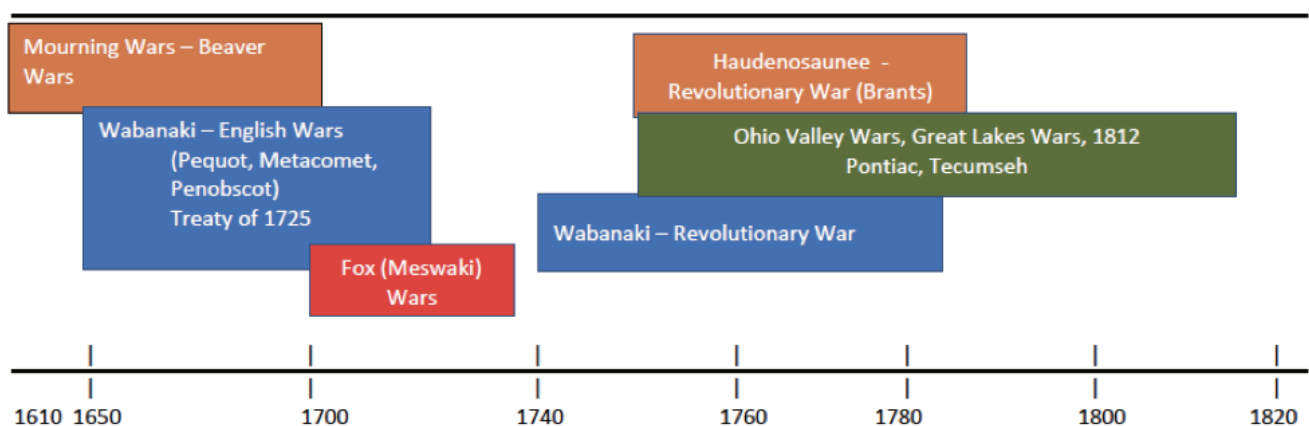 Mourning Wars – Beaver
Wars
Haudenosaunee -
Revolutionary War (Brants)
Wabanaki – English Wars
(Pequot, Metacomet,
Penobscot)
Treaty of 1725
Ohio Valley Wars, Great Lakes Wars, 1812
Pontiac, Tecumseh
Wabanaki – Revolutionary War
Fox (Meswaki)
Wars
1610 1650 1700 1740 1760 1780 1800 1820